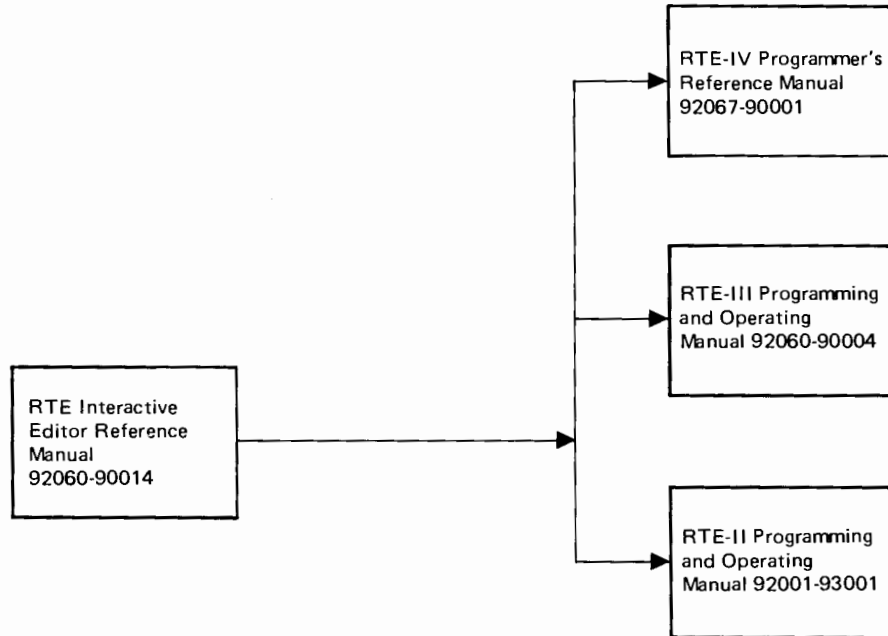 RTE-IV Programmer's
Reference Manual
92067-90001
RTE-III Programming
and Operating
Manual 92060-90004
RTE Interactive
Editor Reference
Manual
92060-90014
RTE-II Programming
and Operating
Manual 92001-93001